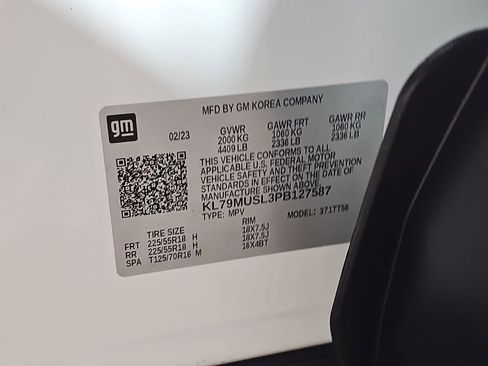 MFD BY GM KOREA COMPANY
gm
02/23
GVWR GAWR FRT GAWR RR
2000 KG 1060 KG 1060 KG
4409 LB 2336 LB 2336 LB
THIS VEHICLE CONFORMS TO ALL
APPLICABLE U.S. FEDERAL MOTOR
VEHICLE SAFETY AND THEFT PREVENTION
STANDARDS IN EFFECT ON THE DATE OF
MANUFACTURE SHOWN ABOVE.
KL79MUSL3PB127587
TYPE: MPV MODEL: 371TT56
TIRE SIZE RIM
FRT 225/55R18 H 18X7.5J
RR 225/55R18 H 18X7.5J
SPA T125/70R16 M 16X4BT